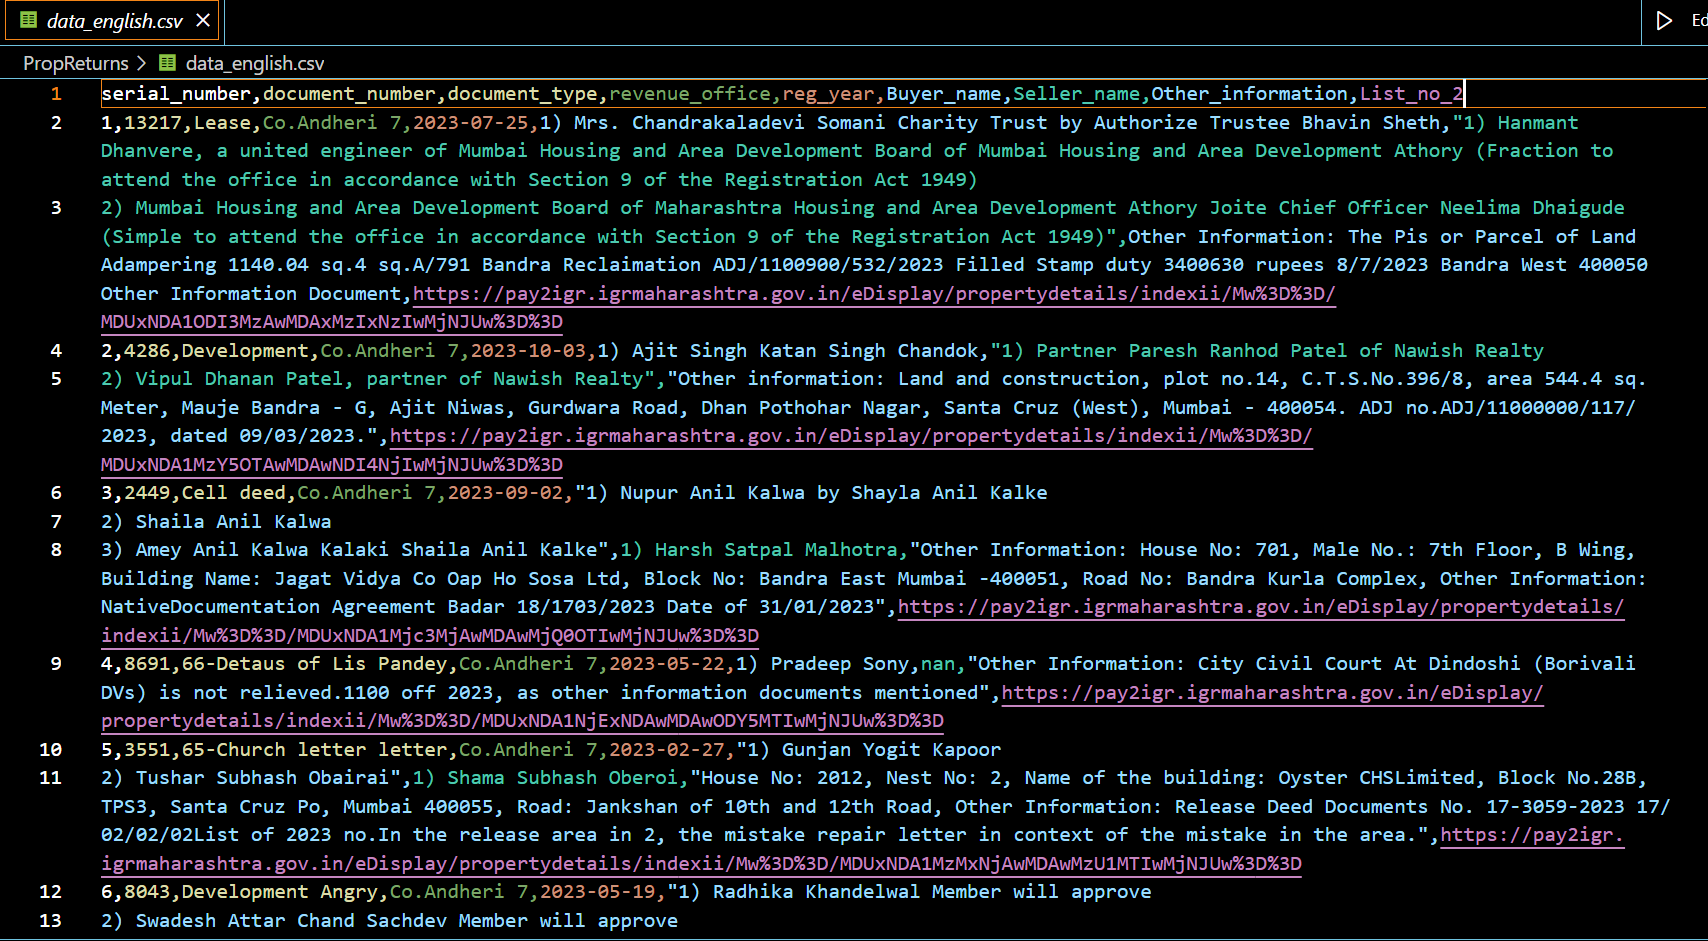 data_english.csv
Ed
PropReturns > data_english.csv
1 serial_number,document_number,document_type,revenue_office,reg_year,Buyer_name,Seller_name,Other_information,List_no_2
2 1,13217,Lease,Co.Andheri 7,2023-07-25,1) Mrs. Chandrakaladevi Somani Charity Trust by Authorize Trustee Bhavin Sheth,"1) Hanmant
Dhanvere, a united engineer of Mumbai Housing and Area Development Board of Mumbai Housing and Area Development Athory (Fraction to
attend the office in accordance with Section 9 of the Registration Act 1949)
3 2) Mumbai Housing and Area Development Board of Maharashtra Housing and Area Development Athory Joite Chief Officer Neelima Dhaigude
(Simple to attend the office in accordance with Section 9 of the Registration Act 1949)",Other Information: The Pis or Parcel of Land
Adampering 1140.04 sq.4 sq.A/791 Bandra Reclaimation ADJ/1100900/532/2023 Filled Stamp duty 3400630 rupees 8/7/2023 Bandra West 400050
Other Information Document,https://pay2igr.igrmaharashtra.gov.in/eDisplay/propertydetails/indexii/Mw%3D%3D/
MDUxNDA1ODI3MzAwMDAxMzIxNzIwMjNJUw%3D%3D
4 2,4286,Development,Co.Andheri 7,2023-10-03,1) Ajit Singh Katan Singh Chandok,"1) Partner Paresh Ranhod Patel of Nawish Realty
5 2) Vipul Dhanan Patel, partner of Nawish Realty","Other information: Land and construction, plot no.14, C.T.S.No.396/8, area 544.4 sq.
Meter, Mauje Bandra - G, Ajit Niwas, Gurdwara Road, Dhan Pothohar Nagar, Santa Cruz (West), Mumbai - 400054. ADJ no.ADJ/11000000/117/
2023, dated 09/03/2023.",https://pay2igr.igrmaharashtra.gov.in/eDisplay/propertydetails/indexii/Mw%3D%3D/
MDUxNDA1MzY5OTAwMDAwNDI4NjIwMjNJUw%3D%3D
6 3,2449,Cell deed,Co.Andheri 7,2023-09-02,"1) Nupur Anil Kalwa by Shayla Anil Kalke
7 2) Shaila Anil Kalwa
8 3) Amey Anil Kalwa Kalaki Shaila Anil Kalke",1) Harsh Satpal Malhotra,"Other Information: House No: 701, Male No.: 7th Floor, B Wing,
Building Name: Jagat Vidya Co Oap Ho Sosa Ltd, Block No: Bandra East Mumbai -400051, Road No: Bandra Kurla Complex, Other Information:
NativeDocumentation Agreement Badar 18/1703/2023 Date of 31/01/2023",https://pay2igr.igrmaharashtra.gov.in/eDisplay/propertydetails/
indexii/Mw%3D%3D/MDUxNDA1Mjc3MjAwMDAwMjQ0OTIwMjNJUw%3D%3D
9 4,8691,66-Detaus of Lis Pandey,Co.Andheri 7,2023-05-22,1) Pradeep Sony,nan,"Other Information: City Civil Court At Dindoshi (Borivali
DVs) is not relieved.1100 off 2023, as other information documents mentioned",https://pay2igr.igrmaharashtra.gov.in/eDisplay/
propertydetails/indexii/Mw%3D%3D/MDUxNDA1NjExNDAwMDAwODY5MTIwMjNJUw%3D%3D
10 5,3551,65-Church letter letter,Co.Andheri 7,2023-02-27,"1) Gunjan Yogit Kapoor
11 2) Tushar Subhash Obairai",1) Shama Subhash Oberoi,"House No: 2012, Nest No: 2, Name of the building: Oyster CHSLimited, Block No.28B,
TPS3, Santa Cruz Po, Mumbai 400055, Road: Jankshan of 10th and 12th Road, Other Information: Release Deed Documents No. 17-3059-2023 17/
02/02/02List of 2023 no.In the release area in 2, the mistake repair letter in context of the mistake in the area.",https://pay2igr.
igrmaharashtra.gov.in/eDisplay/propertydetails/indexii/Mw%3D%3D/MDUxNDA1MzMxNjAwMDAwMzU1MTIwMjNJUw%3D%3D
12 6,8043,Development Angry,Co.Andheri 7,2023-05-19,"1) Radhika Khandelwal Member will approve
13 2) Swadesh Attar Chand Sachdev Member will approve